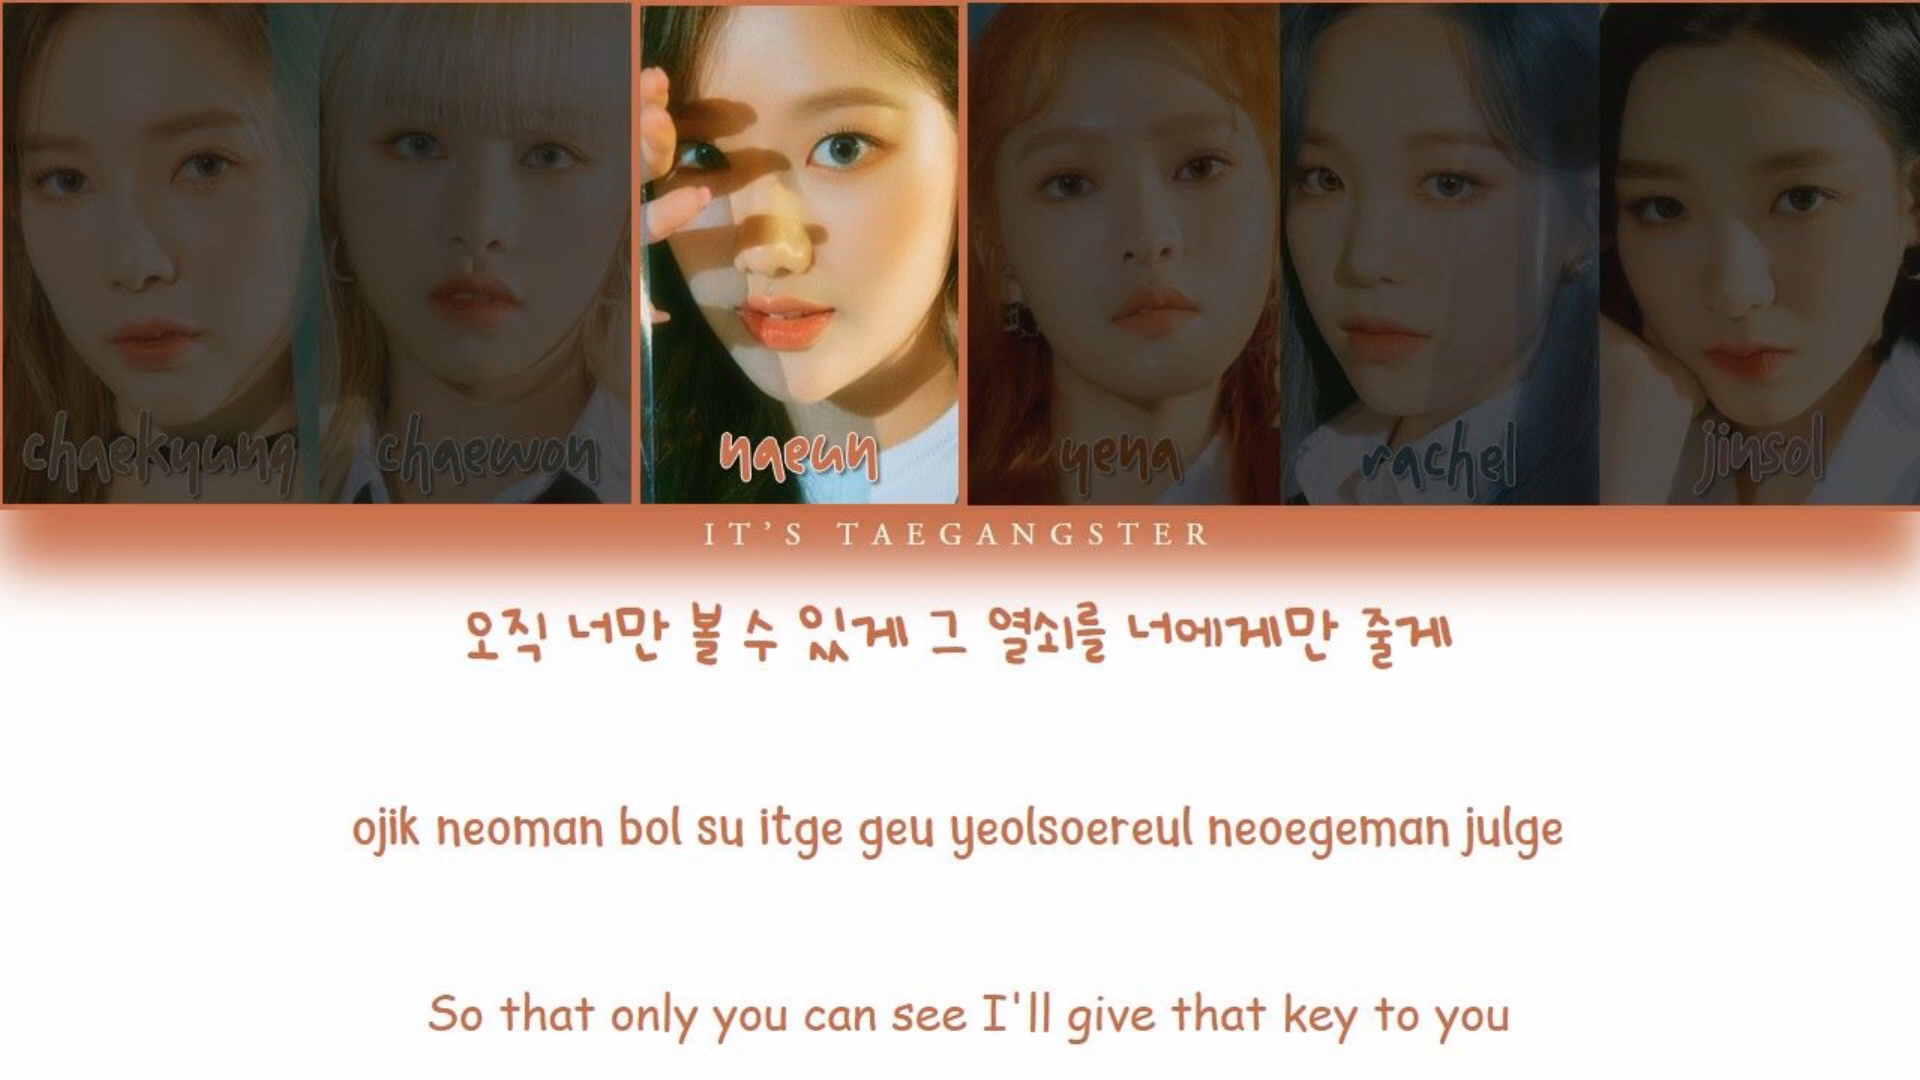 chaekyung chaewon naeun yena rachel jinsol
IT'S TAEGANGSTER
오직 너만 볼 수 있게 그 열쇠를 너에게만 줄게
ojik neoman bol su itge geu yeolsoereul neoegeman julge
So that only you can see I'll give that key to you